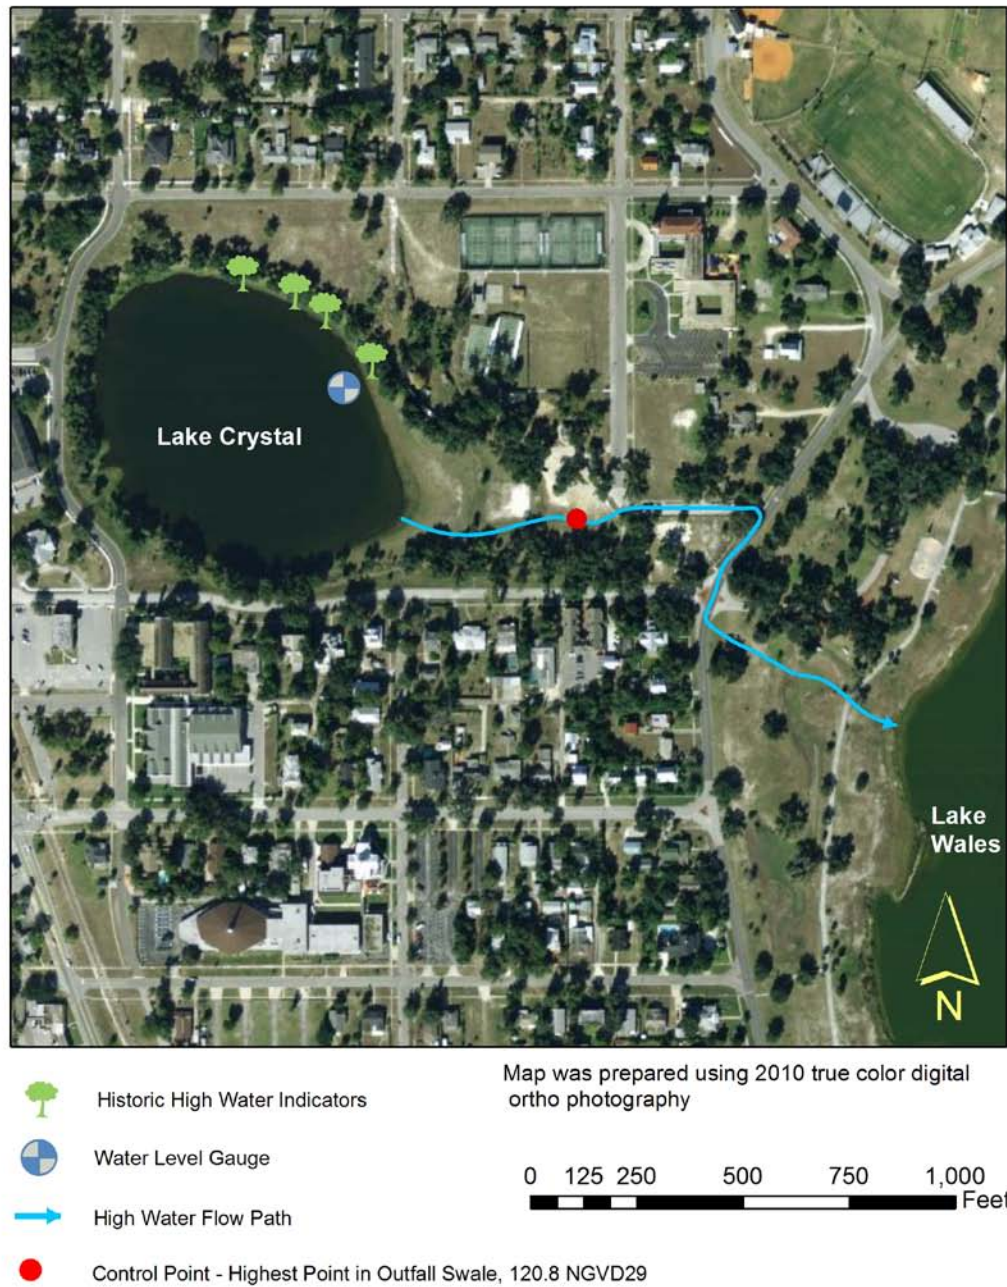 Lake Crystal
Lake
Wales
N
Historic High Water Indicators
Water Level Gauge
High Water Flow Path
Control Point - Highest Point in Outfall Swale, 120.8 NGVD29
Map was prepared using 2010 true color digital
ortho photography
0 125 250 500 750 1,000
Feet